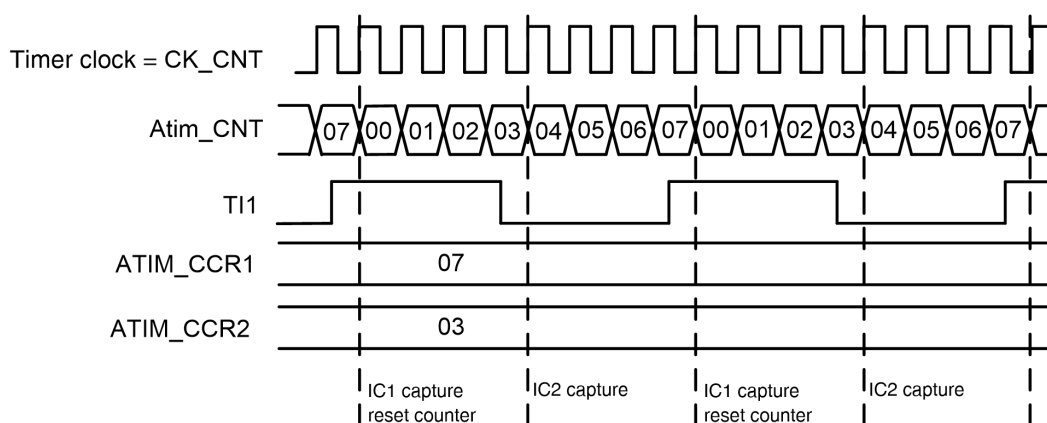 Timer clock = CK_CNT
Atim_CNT
07 00 01 02 03 04 05 06 07 00 01 02 03 04 05 06 07
TI1
ATIM_CCR1
07
ATIM_CCR2
03
IC1 capture
reset counter
IC2 capture
IC1 capture
reset counter
IC2 capture